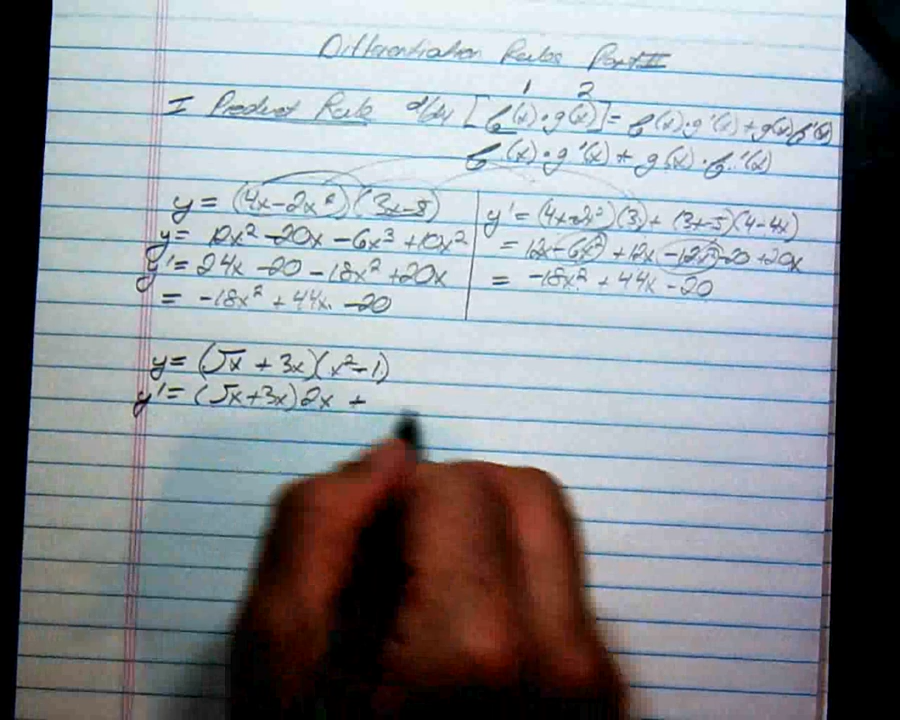 Differentiation Rules Part II
1 2
I Product Rule d/dx [f(x)·g(x)] = f(x)·g'(x) + g(x)·f'(x)
f(x)·g'(x) + g(x)·f'(x)
y = (4x-2x²)(3x-5)
y = 12x² -20x -6x³ +10x²
y' = 24x -20 -18x² +20x
= -18x² + 44x -20
y' = (4x-2x²)(3) + (3x-5)(4-4x)
= 12x-6x² +12x -12x² -20 +20x
= -18x² + 44x -20
y = (√x + 3x)(x²-1)
y' = (√x+3x)2x +